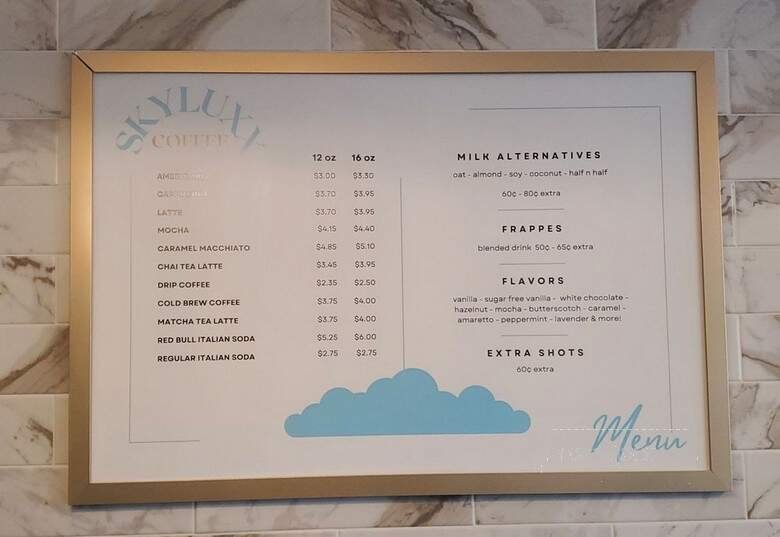 SKYLUXX
COFFEE
12 oz 16 oz
AMERICANO $3.00 $3.30
CAPPUCCINO $3.70 $3.95
LATTE $3.70 $3.95
MOCHA $4.15 $4.40
CARAMEL MACCHIATO $4.85 $5.10
CHAI TEA LATTE $3.45 $3.95
DRIP COFFEE $2.35 $2.50
COLD BREW COFFEE $3.75 $4.00
MATCHA TEA LATTE $3.75 $4.00
RED BULL ITALIAN SODA $5.25 $6.00
REGULAR ITALIAN SODA $2.75 $2.75
MILK ALTERNATIVES
oat - almond - soy - coconut - half n half
60¢ - 80¢ extra
FRAPPES
blended drink 50¢ - 65¢ extra
FLAVORS
vanilla - sugar free vanilla - white chocolate -
hazelnut - mocha - butterscotch - caramel -
amaretto - peppermint - lavender & more!
EXTRA SHOTS
60¢ extra
Menu